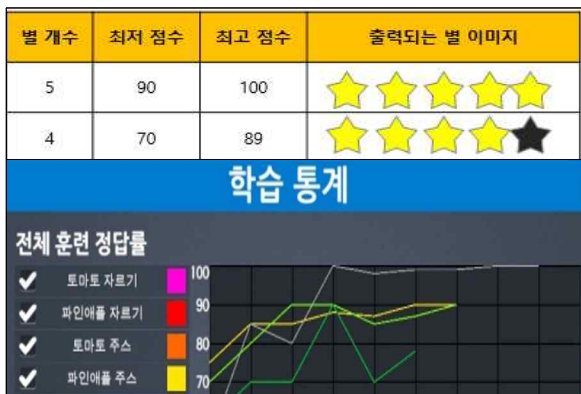 별 개수 최저 점수 최고 점수 출력되는 별 이미지
5 90 100
4 70 89
학습 통계
전체 훈련 정답률
토마토 자르기
파인애플 자르기
토마토 주스
파인애플 주스
100
90
80
70